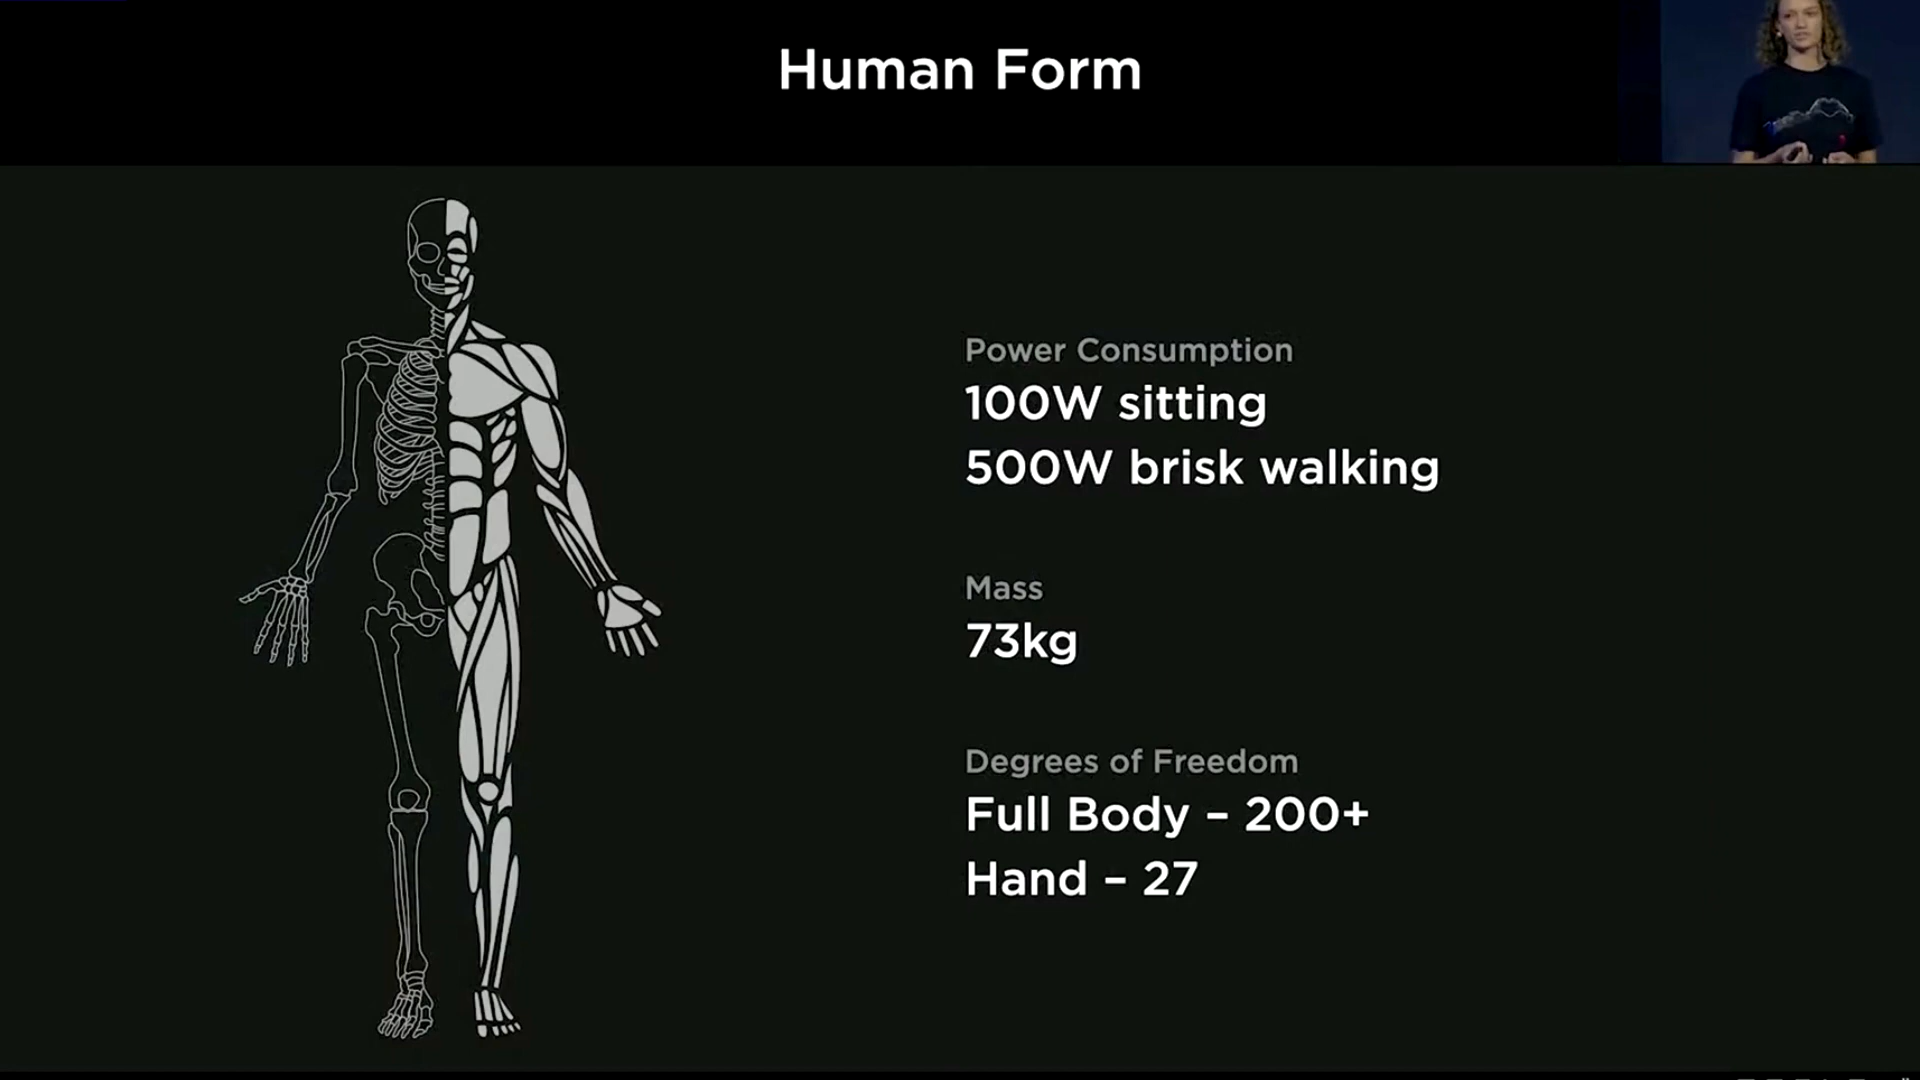 Human Form
Power Consumption
100W sitting
500W brisk walking
Mass
73kg
Degrees of Freedom
Full Body – 200+
Hand – 27